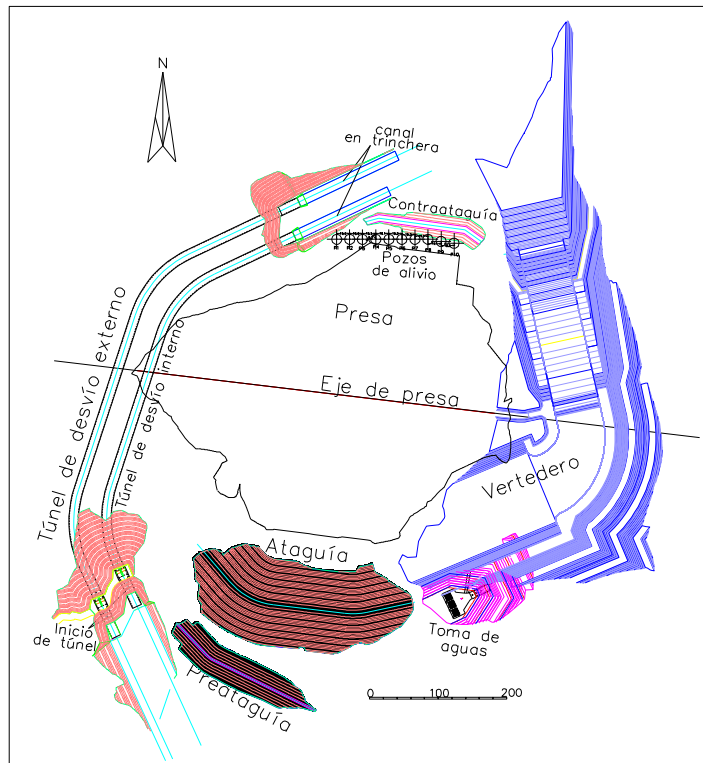 N
canal
en trinchera
Contraataguía
Pozos
de alivio
Presa
Túnel de desvío externo
Túnel de desvío interno
Eje de presa
Vertedero
Ataguía
Inicio
de túnel
Toma de
aguas
Preataguía
0 100 200